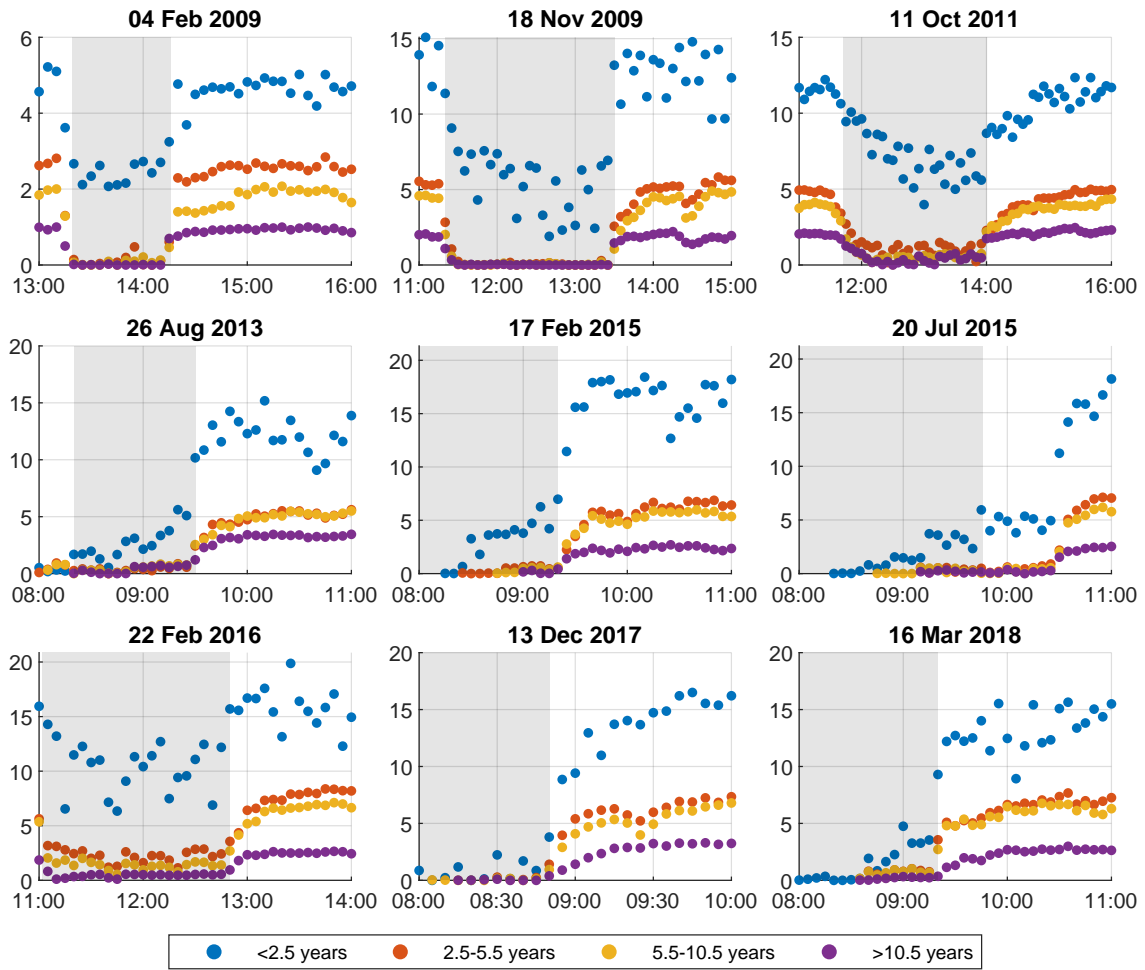 04 Feb 2009
6
4
2
0
13:00 14:00 15:00 16:00
18 Nov 2009
15
10
5
0
11:00 12:00 13:00 14:00 15:00
11 Oct 2011
15
10
5
0
12:00 14:00 16:00
26 Aug 2013
20
15
10
5
0
08:00 09:00 10:00 11:00
17 Feb 2015
20
15
10
5
0
08:00 09:00 10:00 11:00
20 Jul 2015
20
15
10
5
0
08:00 09:00 10:00 11:00
22 Feb 2016
20
15
10
5
0
11:00 12:00 13:00 14:00
13 Dec 2017
20
15
10
5
0
08:00 08:30 09:00 09:30 10:00
16 Mar 2018
20
15
10
5
0
08:00 09:00 10:00 11:00
<2.5 years 2.5-5.5 years 5.5-10.5 years >10.5 years